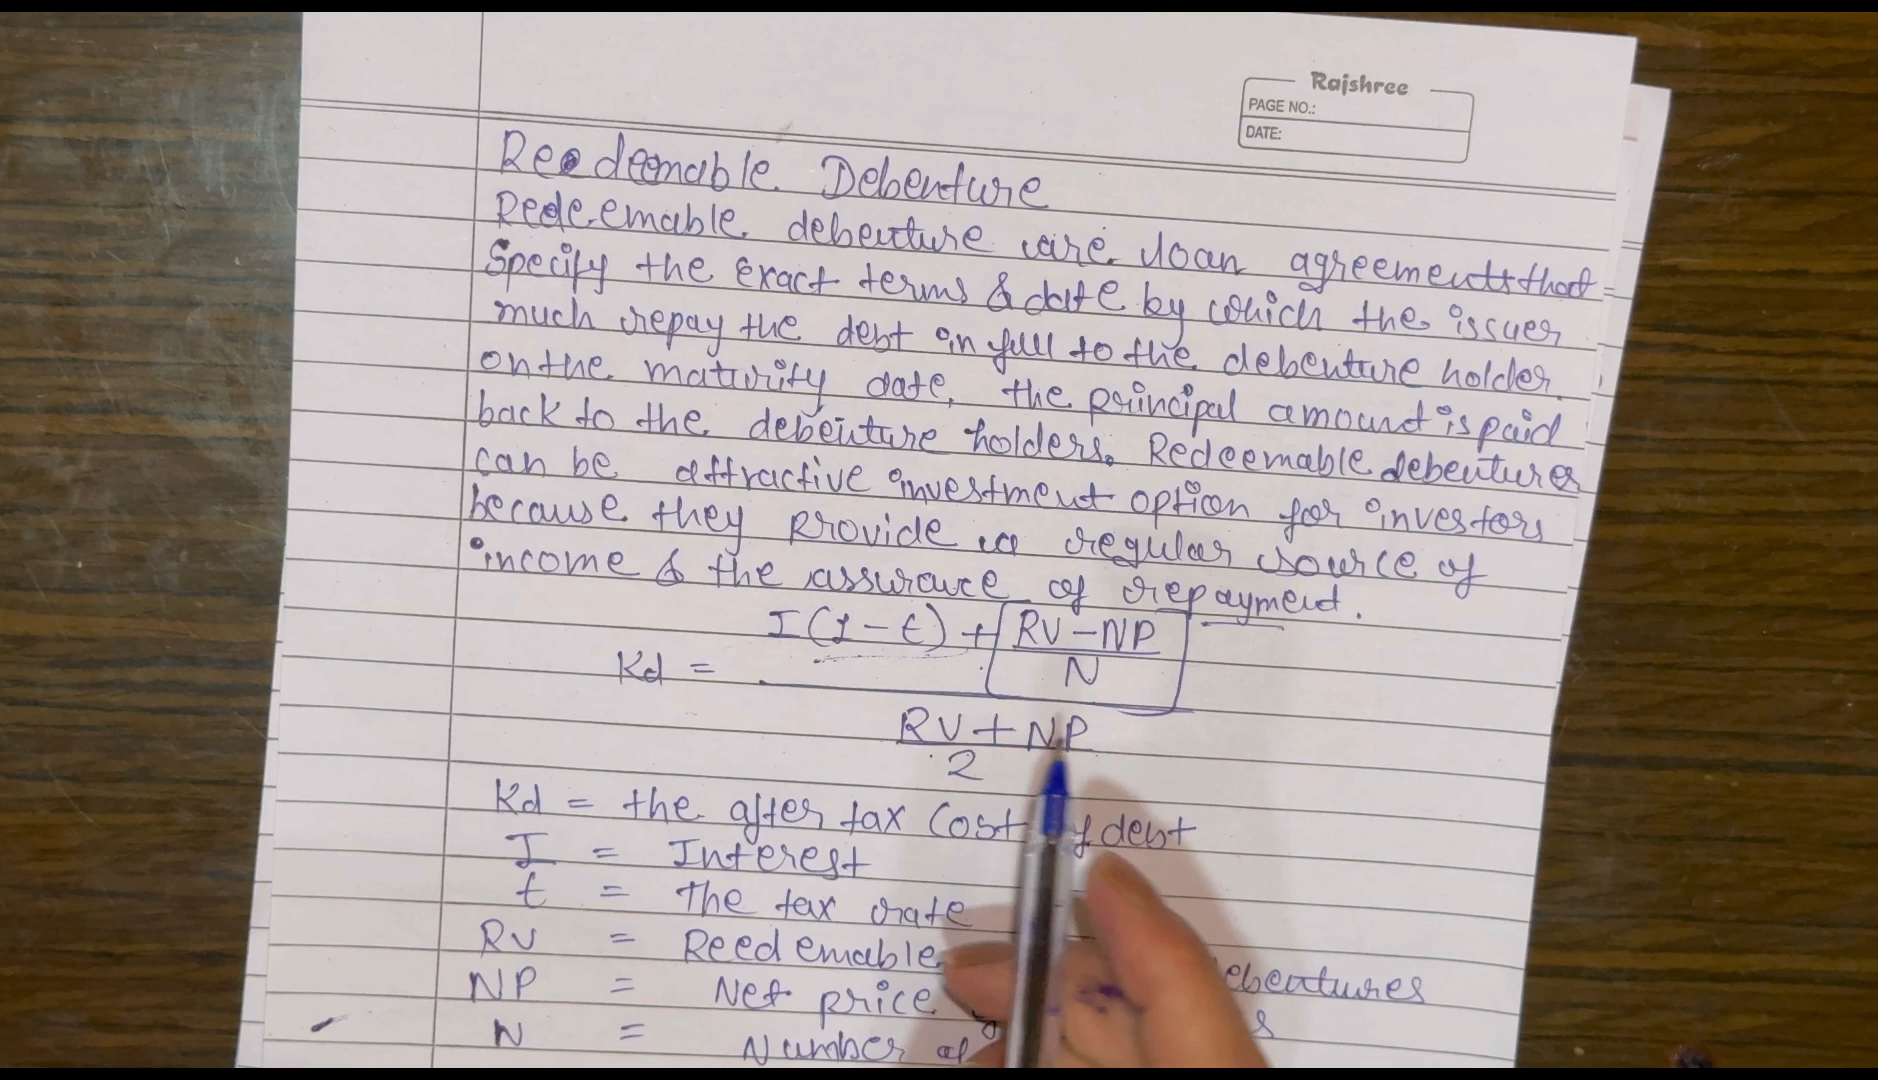 Rajshree
PAGE NO.:
DATE:
Reedeemable Debenture
Redeemable debenture are loan agreements that
Specify the exact terms & date by which the issuer
much repay the debt in full to the debenture holder.
on the maturity date, the principal amount is paid
back to the debenture holders. Redeemable debentures
can be attractive investment option for investors
because they provide a regular source of
income & the assurance of repayment.
Kd = I(1-t) + [RV-NP / N] / RV+NP / 2
Kd = the after tax Cost of debt
I = Interest
t = The tax rate
RV = Reedemable debentures
NP = Net price
N = Number of